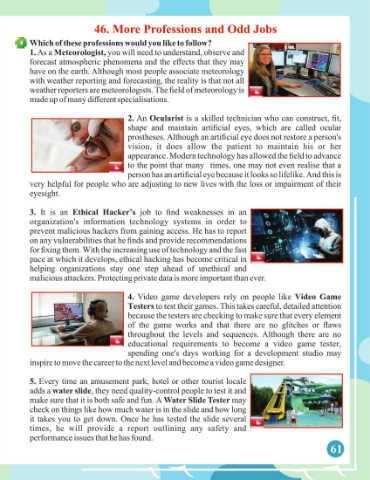 46. More Professions and Odd Jobs
Which of these professions would you like to follow?
1. As a Meteorologist, you will need to understand, observe and
forecast atmospheric phenomena and the effects that they may
have on the earth. Although most people associate meteorology
with weather reporting and forecasting, the reality is that not all
weather reporters are meteorologists. The field of meteorology is
made up of many different specialisations.
2. An Ocularist is a skilled technician who can construct, fit,
shape and maintain artificial eyes, which are called ocular
prostheses. Although an artificial eye does not restore a person's
vision, it does allow the patient to maintain his or her
appearance. Modern technology has allowed the field to advance
to the point that many times, one may not even realise that a
person has an artificial eye because it looks so lifelike. And this is
very helpful for people who are adjusting to new lives with the loss or impairment of their
eyesight.
3. It is an Ethical Hacker's job to find weaknesses in an
organization's information technology systems in order to
prevent malicious hackers from gaining access. He has to report
on any vulnerabilities that he finds and provide recommendations
for fixing them. With the increasing use of technology and the fast
pace at which it develops, ethical hacking has become critical in
helping organizations stay one step ahead of unethical and
malicious attackers. Protecting private data is more important than ever.
4. Video game developers rely on people like Video Game
Testers to test their games. This takes careful, detailed attention
because the testers are checking to make sure that every element
of the game works and that there are no glitches or flaws
throughout the levels and sequences. Although there are no
educational requirements to become a video game tester,
spending one's days working for a development studio may
inspire to move the career to the next level and become a video game designer.
5. Every time an amusement park, hotel or other tourist locale
adds a water slide, they need quality-control people to test it and
make sure that it is both safe and fun. A Water Slide Tester may
check on things like how much water is in the slide and how long
it takes you to get down. Once he has tested the slide several
times, he will provide a report outlining any safety and
performance issues that he has found.
61